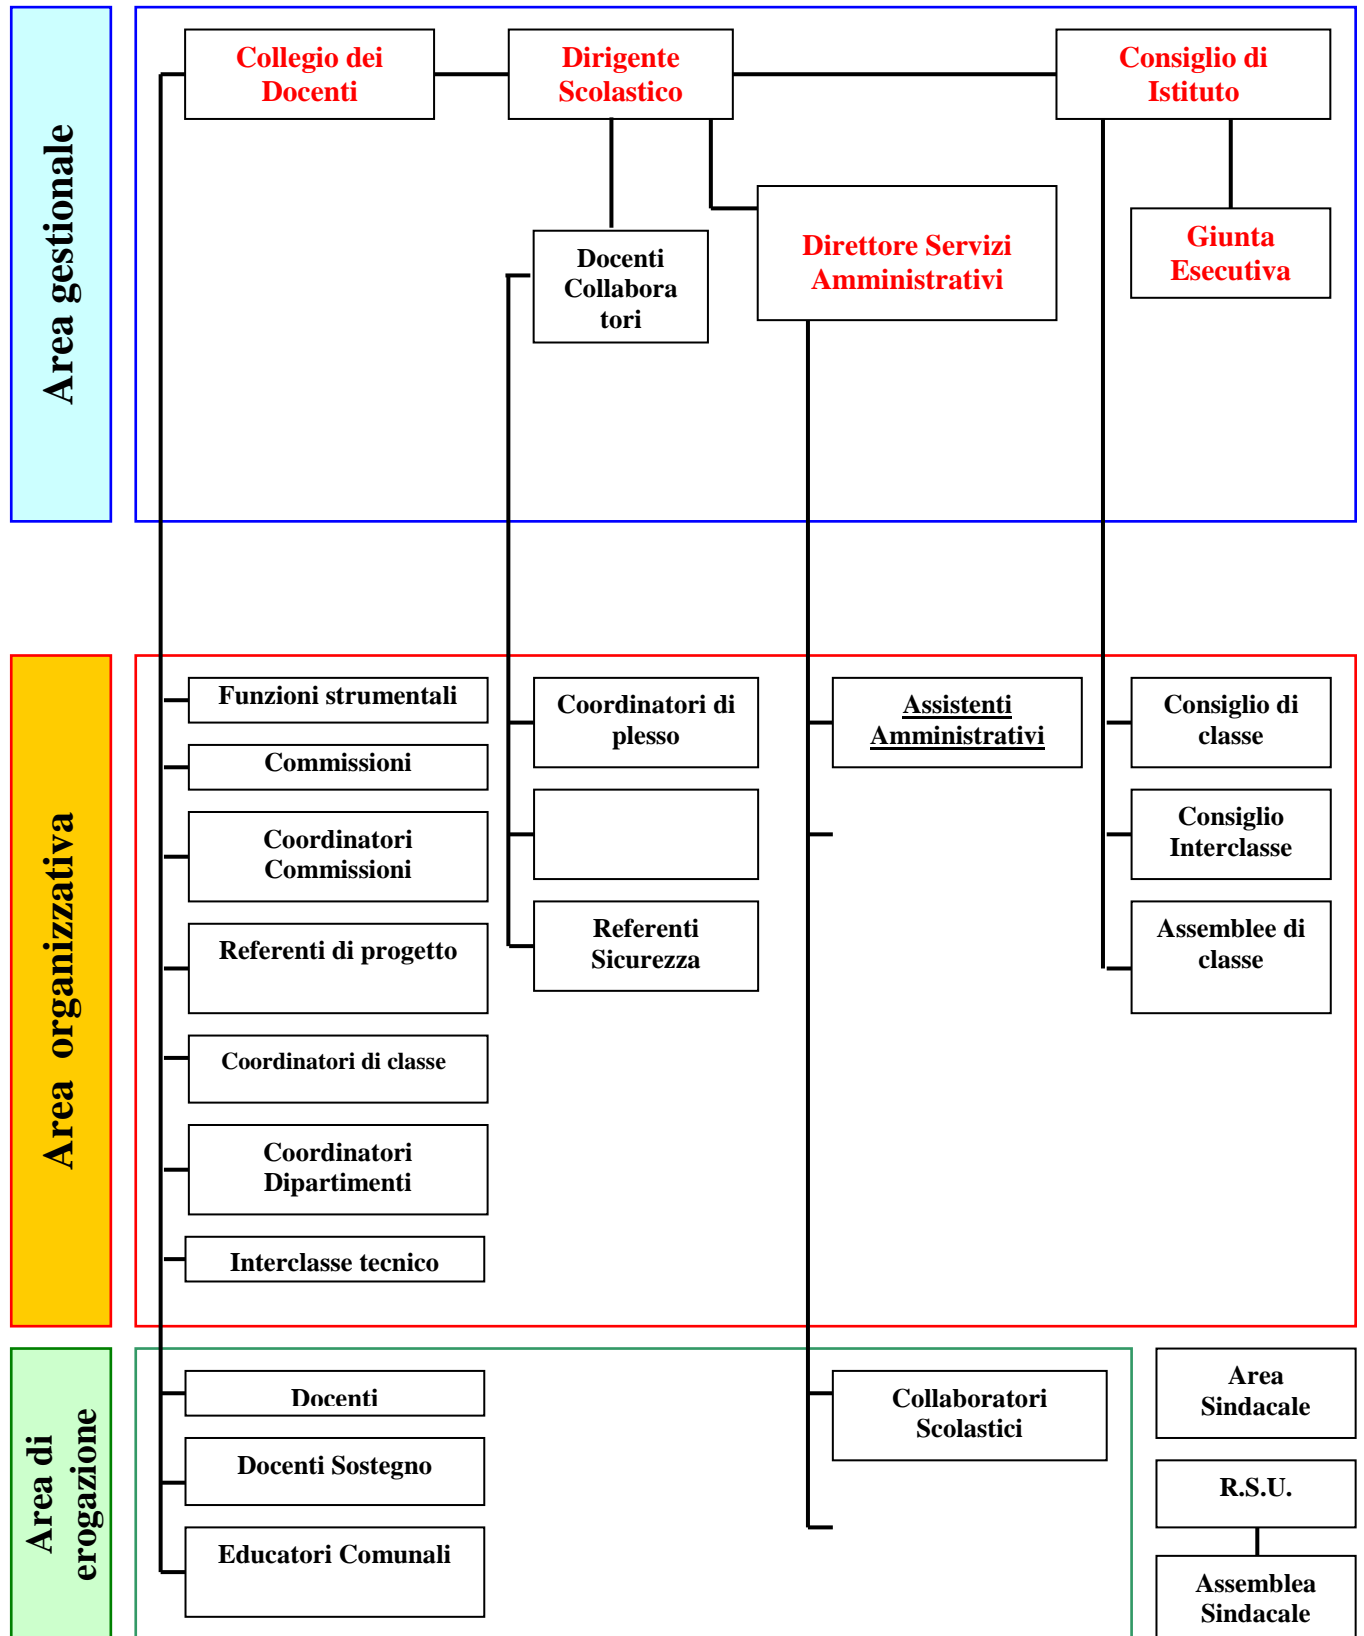 Area gestionale
Collegio dei
Docenti
Dirigente
Scolastico
Consiglio di
Istituto
Docenti
Collabora
tori
Direttore Servizi
Amministrativi
Giunta
Esecutiva
Area organizzativa
Funzioni strumentali
Commissioni
Coordinatori
Commissioni
Referenti di progetto
Coordinatori di classe
Coordinatori
Dipartimenti
Interclasse tecnico
Coordinatori di
plesso
Referenti
Sicurezza
Assistenti
Amministrativi
Consiglio di
classe
Consiglio
Interclasse
Assemblee di
classe
Area di
erogazione
Docenti
Docenti Sostegno
Educatori Comunali
Collaboratori
Scolastici
Area
Sindacale
R.S.U.
Assemblea
Sindacale